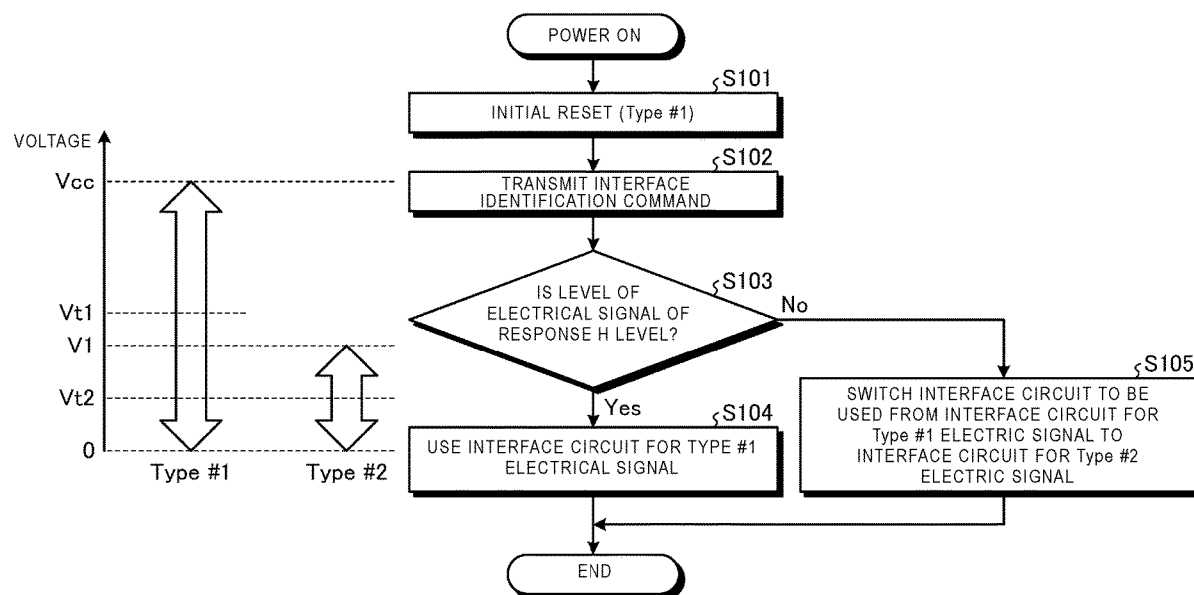 POWER ON
S101
INITIAL RESET (Type #1)
S102
TRANSMIT INTERFACE
IDENTIFICATION COMMAND
S103
IS LEVEL OF
ELECTRICAL SIGNAL OF
RESPONSE H LEVEL?
No
Yes
S104
USE INTERFACE CIRCUIT FOR TYPE #1
ELECTRICAL SIGNAL
S105
SWITCH INTERFACE CIRCUIT TO BE
USED FROM INTERFACE CIRCUIT FOR
Type #1 ELECTRIC SIGNAL TO
INTERFACE CIRCUIT FOR Type #2
ELECTRIC SIGNAL
END
VOLTAGE
Vcc
Vt1
V1
Vt2
0
Type #1
Type #2